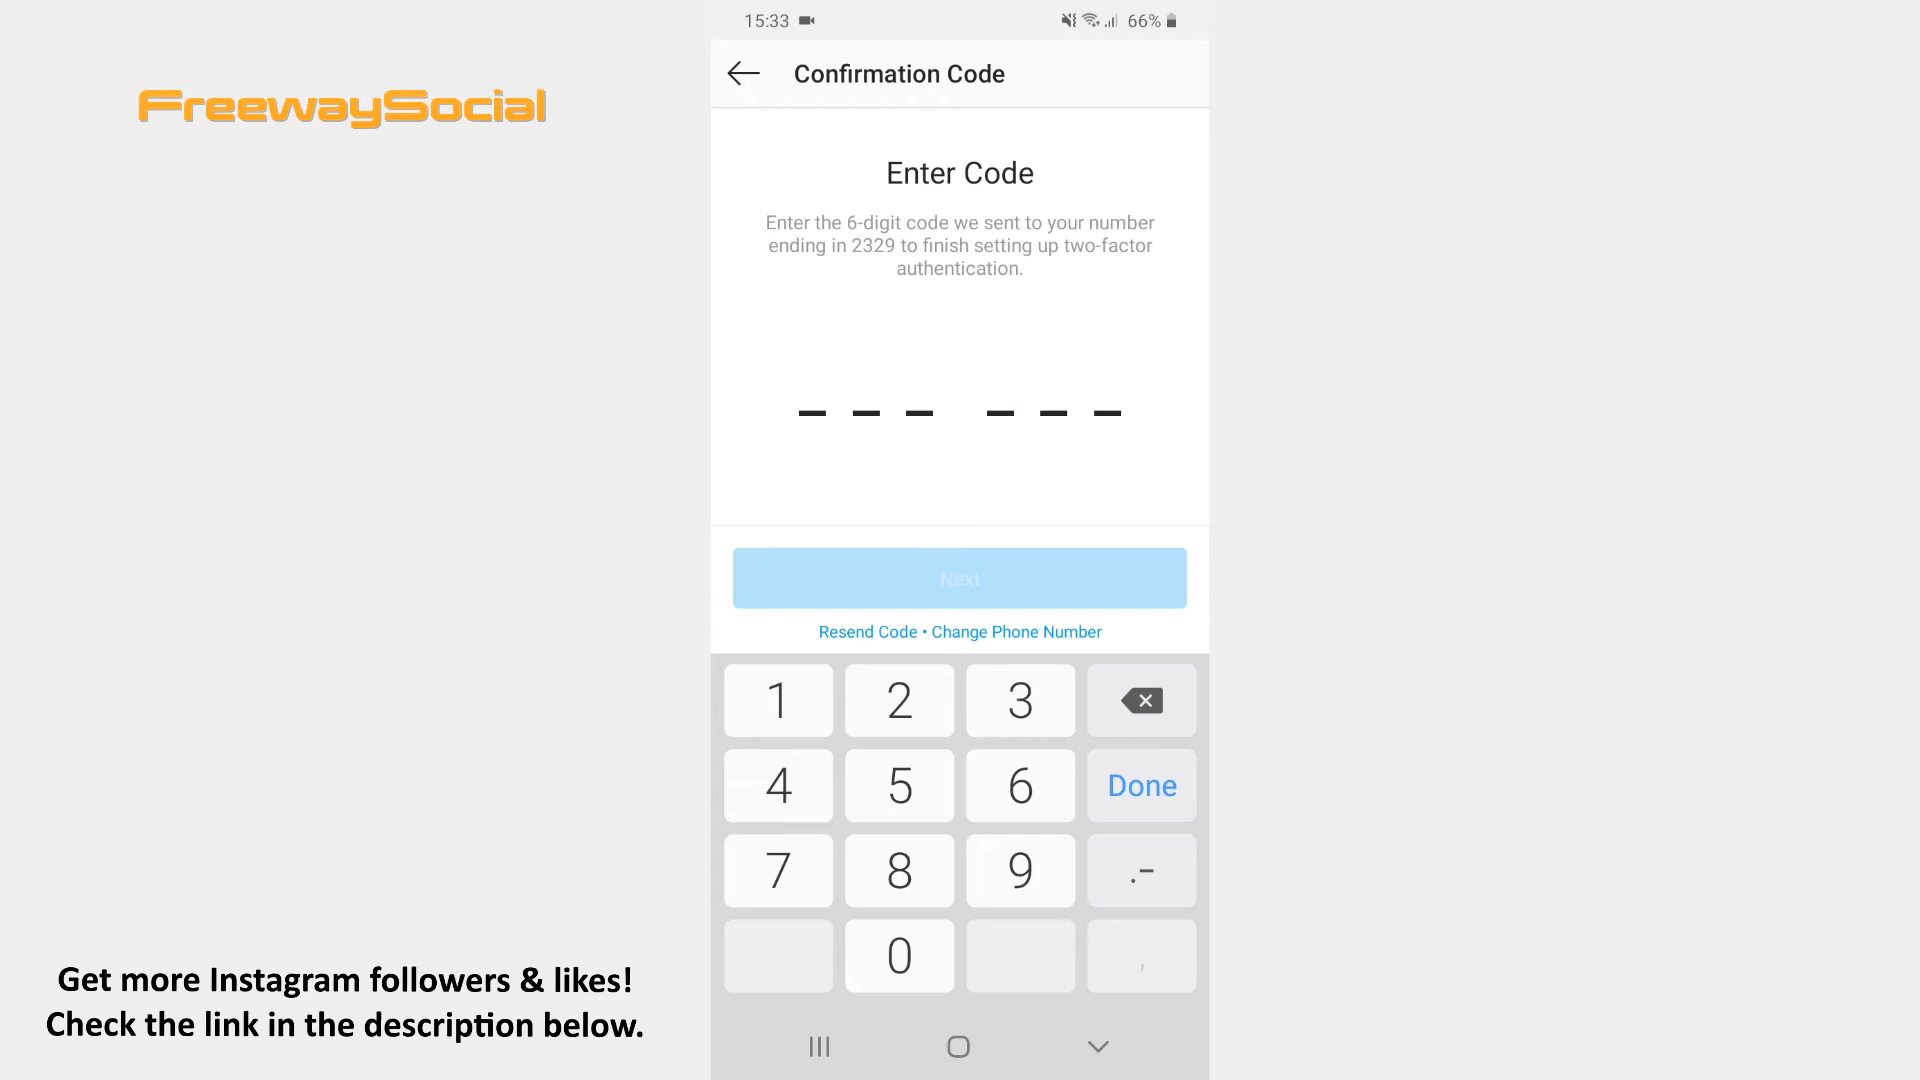 15:33
66%
FreewaySocial
Confirmation Code
Enter Code
Enter the 6-digit code we sent to your number
ending in 2329 to finish setting up two-factor
authentication.
Next
Resend Code • Change Phone Number
1 2 3
4 5 6 Done
7 8 9 .-
0 ,
Get more Instagram followers & likes!
Check the link in the description below.